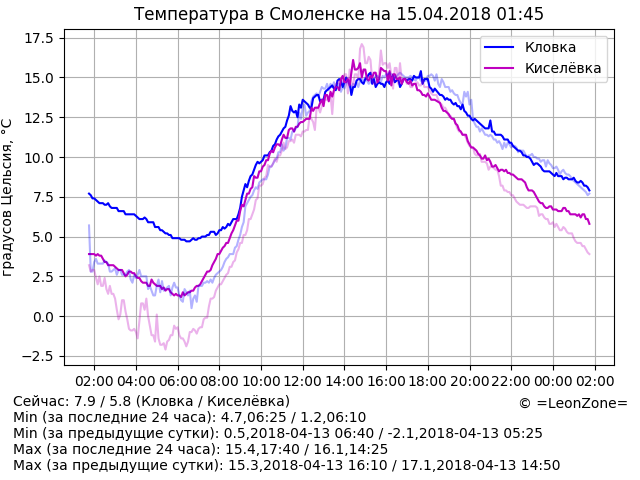 Температура в Смоленске на 15.04.2018 01:45
градусов Цельсия, °C
17.5
15.0
12.5
10.0
7.5
5.0
2.5
0.0
−2.5
Кловка
Киселёвка
02:00 04:00 06:00 08:00 10:00 12:00 14:00 16:00 18:00 20:00 22:00 00:00 02:00
Сейчас: 7.9 / 5.8 (Кловка / Киселёвка)
© =LeonZone=
Min (за последние 24 часа): 4.7,06:25 / 1.2,06:10
Min (за предыдущие сутки): 0.5,2018-04-13 06:40 / -2.1,2018-04-13 05:25
Max (за последние 24 часа): 15.4,17:40 / 16.1,14:25
Max (за предыдущие сутки): 15.3,2018-04-13 16:10 / 17.1,2018-04-13 14:50